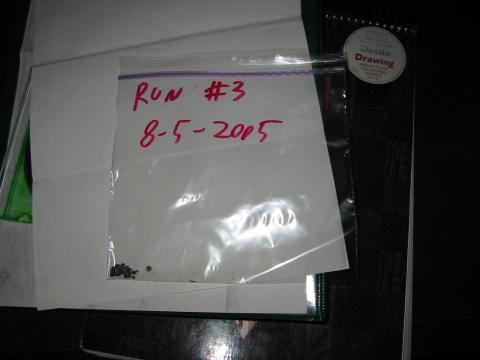 RUN #3
8-5-2005
Dessin
Drawing